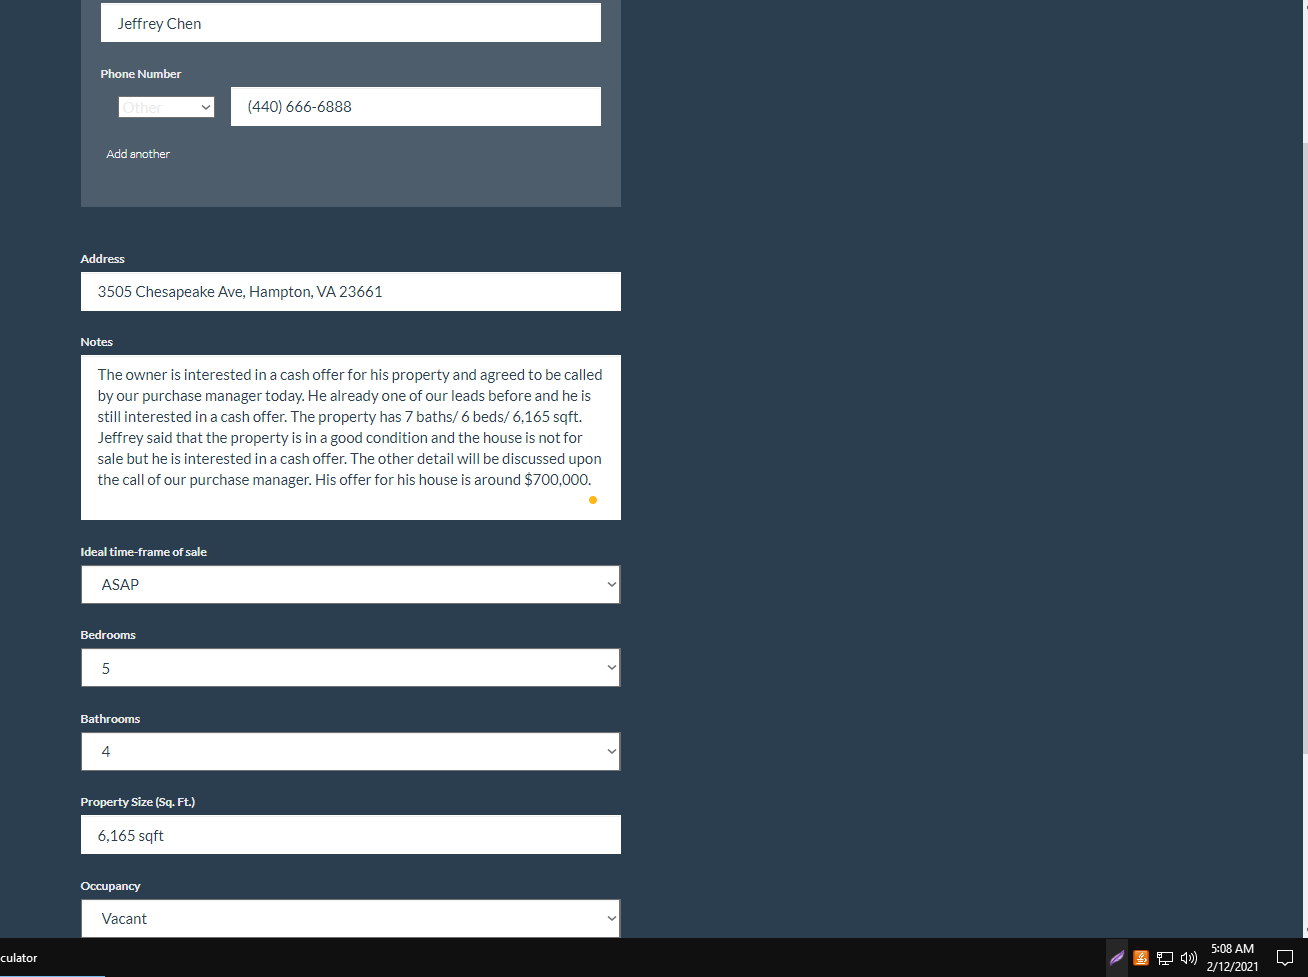 Jeffrey Chen
Phone Number
Other
(440) 666-6888
Add another
Address
3505 Chesapeake Ave, Hampton, VA 23661
Notes
The owner is interested in a cash offer for his property and agreed to be called
by our purchase manager today. He already one of our leads before and he is
still interested in a cash offer. The property has 7 baths/ 6 beds/ 6,165 sqft.
Jeffrey said that the property is in a good condition and the house is not for
sale but he is interested in a cash offer. The other detail will be discussed upon
the call of our purchase manager. His offer for his house is around $700,000.
Ideal time-frame of sale
ASAP
Bedrooms
5
Bathrooms
4
Property Size (Sq. Ft.)
6,165 sqft
Occupancy
Vacant
culator
5:08 AM
2/12/2021